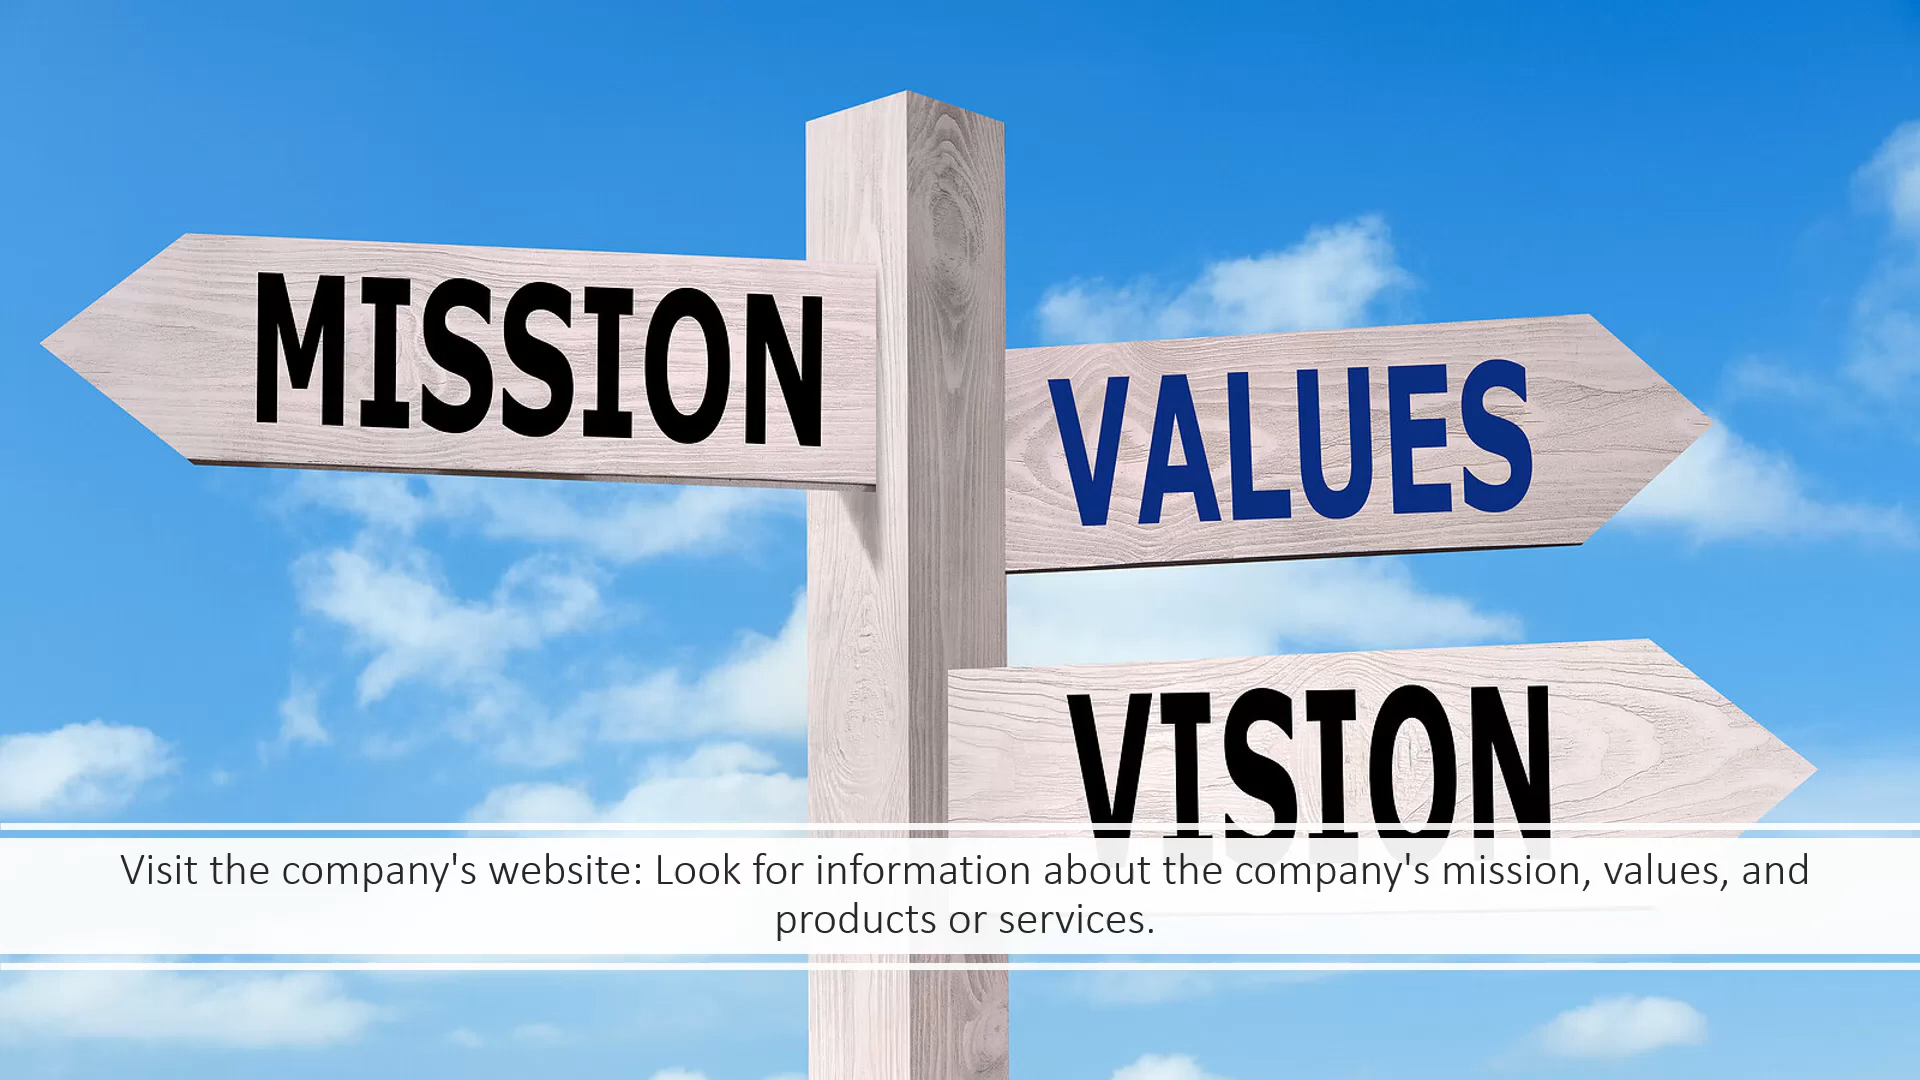 MISSION
VALUES
VISION
Visit the company's website: Look for information about the company's mission, values, and
products or services.